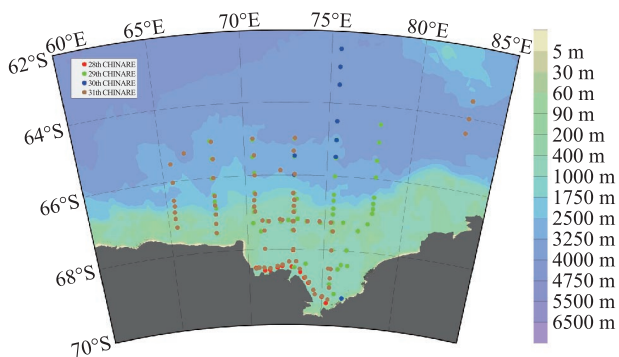 60°E 65°E 70°E 75°E 80°E 85°E
62°S
64°S
66°S
68°S
70°S
28th CHINARE
29th CHINARE
30th CHINARE
31th CHINARE
5 m
30 m
60 m
90 m
200 m
400 m
1000 m
1750 m
2500 m
3250 m
4000 m
4750 m
5500 m
6500 m